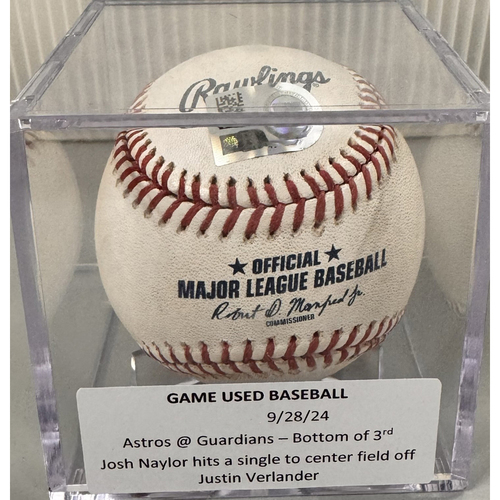 Rawlings
★ OFFICIAL ★
MAJOR LEAGUE BASEBALL
Robert D. Manfred Jr.
COMMISSIONER
GAME USED BASEBALL
9/28/24
Astros @ Guardians – Bottom of 3rd
Josh Naylor hits a single to center field off
Justin Verlander